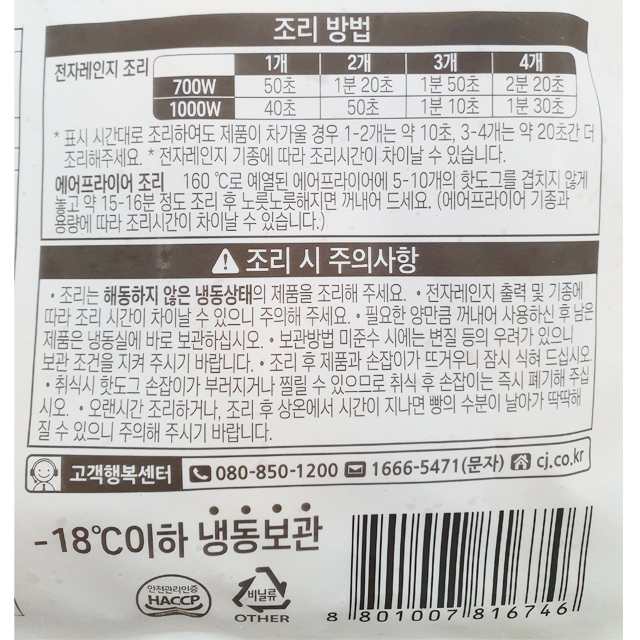 조리 방법
전자레인지 조리 1개 2개 3개 4개
700W 50초 1분 20초 1분 50초 2분 20초
1000W 40초 50초 1분 10초 1분 30초
* 표시 시간대로 조리하여도 제품이 차가울 경우 1-2개는 약 10초, 3-4개는 약 20초간 더
조리해주세요. * 전자레인지 기종에 따라 조리시간이 차이날 수 있습니다.
에어프라이어 조리 160 ℃로 예열된 에어프라이어에 5-10개의 핫도그를 겹치지 않게
놓고 약 15-16분 정도 조리 후 노릇노릇해지면 꺼내어 드세요. (에어프라이어 기종과
용량에 따라 조리시간이 차이날 수 있습니다.)
조리 시 주의사항
• 조리는 해동하지 않은 냉동상태의 제품을 조리해 주세요. • 전자레인지 출력 및 기종에
따라 조리 시간이 차이날 수 있으니 주의해 주세요. • 필요한 양만큼 꺼내어 사용하신 후 남은
제품은 냉동실에 바로 보관하십시오. • 보관방법 미준수 시에는 변질 등의 우려가 있으니
보관 조건을 지켜 주시기 바랍니다. • 조리 후 제품과 손잡이가 뜨거우니 잠시 식혀 드십시오.
• 취식시 핫도그 손잡이가 부러지거나 찔릴 수 있으므로 취식 후 손잡이는 즉시 폐기해 주십
시오. • 오랜시간 조리하거나, 조리 후 상온에서 시간이 지나면 빵의 수분이 날아가 딱딱해
질 수 있으니 주의해 주시기 바랍니다.
고객행복센터 080-850-1200 1666-5471(문자) cj.co.kr
-18℃이하 냉동보관
안전관리인증
HACCP
비닐류
OTHER
8 801007 816746